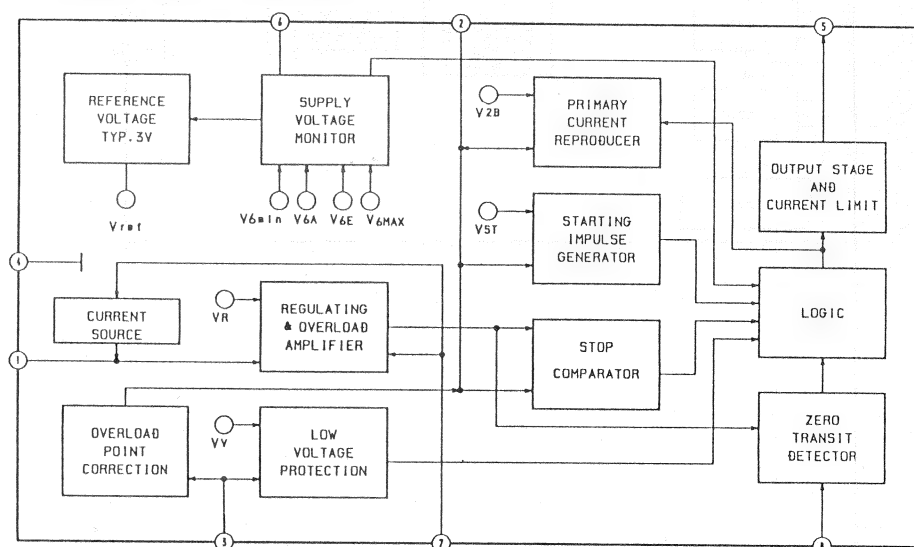 6
2
5
REFERENCE
VOLTAGE
TYP.3V
SUPPLY
VOLTAGE
MONITOR
V2B
PRIMARY
CURRENT
REPRODUCER
OUTPUT STAGE
AND
CURRENT LIMIT
Vref
V6min
V6A
V6E
V6MAX
VST
STARTING
IMPULSE
GENERATOR
4
CURRENT
SOURCE
VR
REGULATING
& OVERLOAD
AMPLIFIER
LOGIC
STOP
COMPARATOR
1
OVERLOAD
POINT
CORRECTION
VV
LOW
VOLTAGE
PROTECTION
ZERO
TRANSIT
DETECTOR
3
7
8